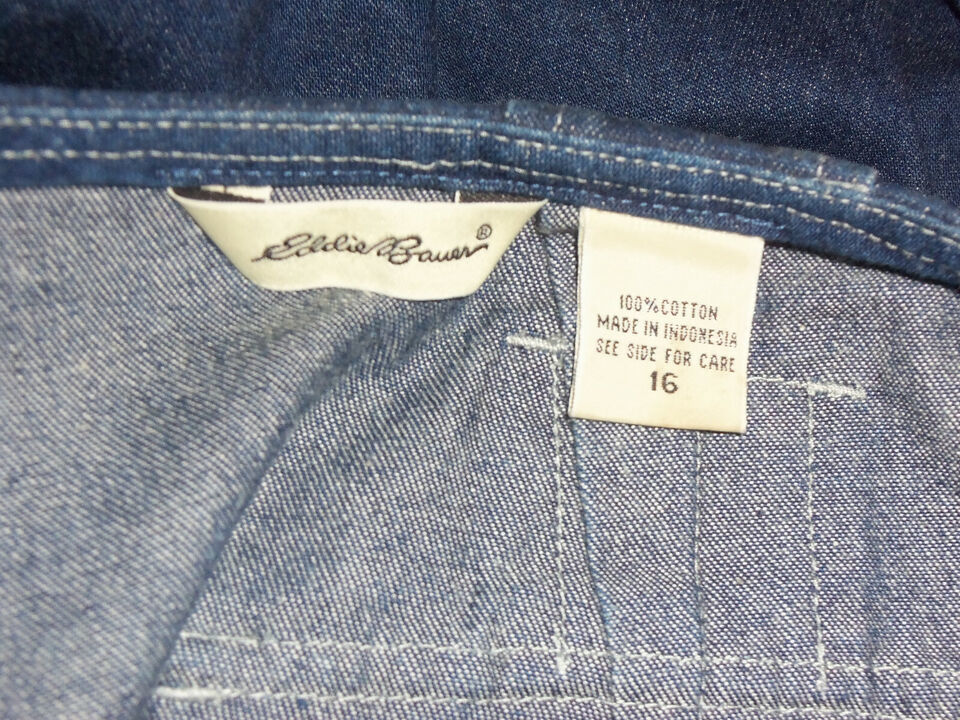 Eddie Bauer®
100% COTTON
MADE IN INDONESIA
SEE SIDE FOR CARE
16